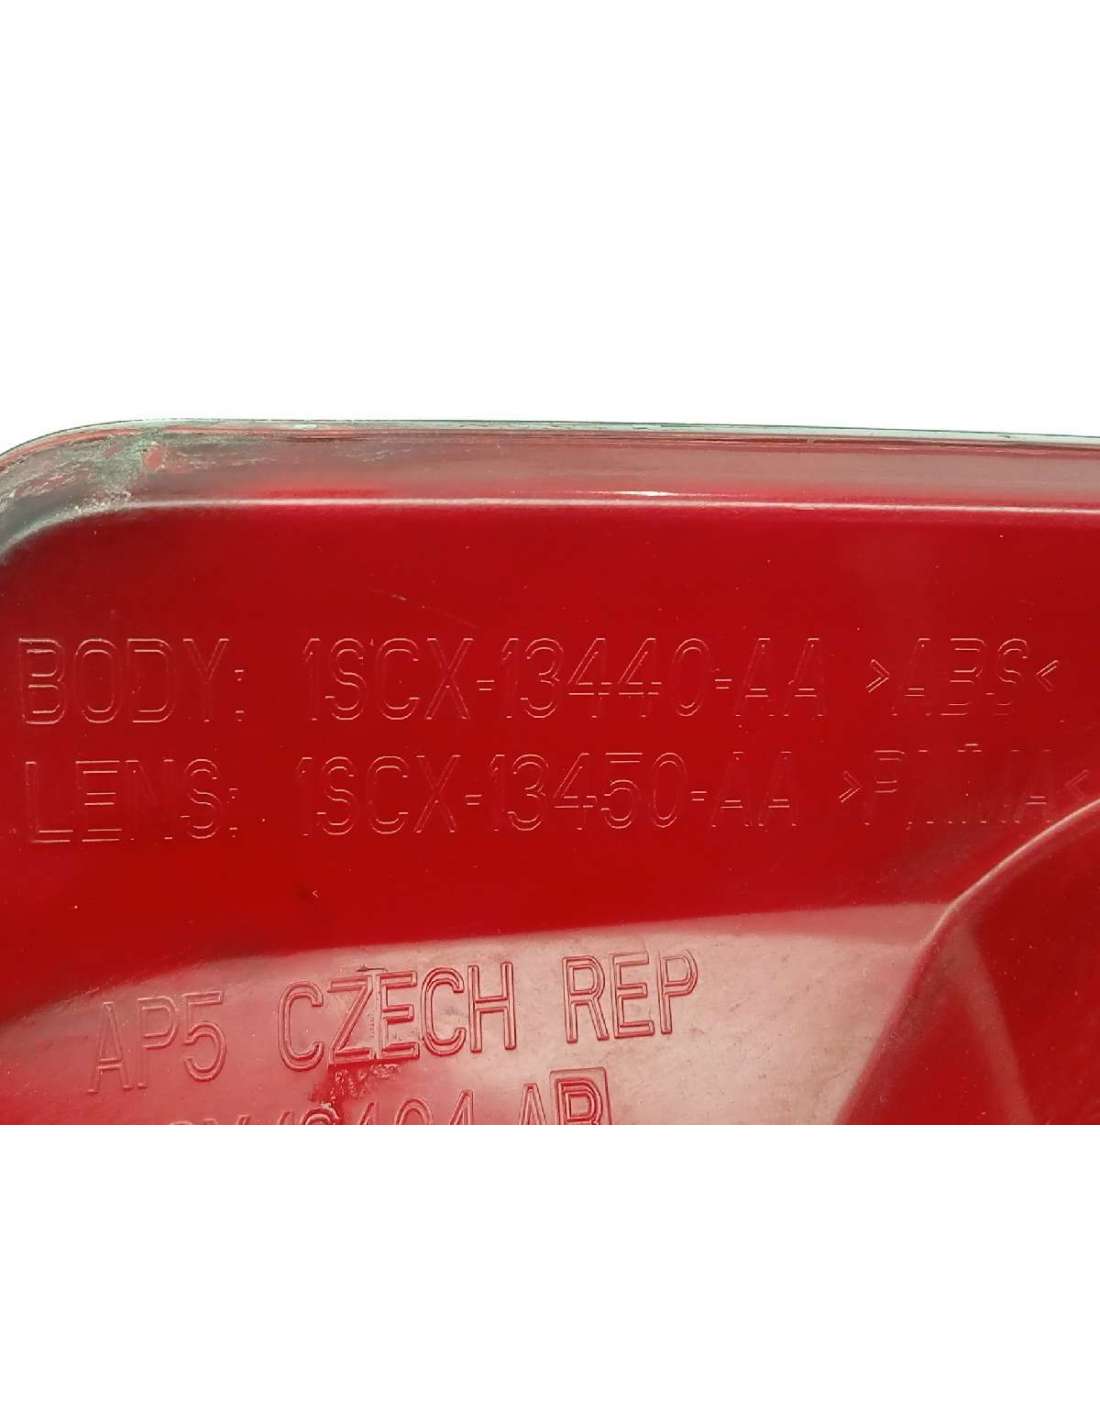 BODY: 1SCX-13440-AA >ABS<
LENS: 1SCX-13450-AA >PMMA<
AP5 CZECH REP